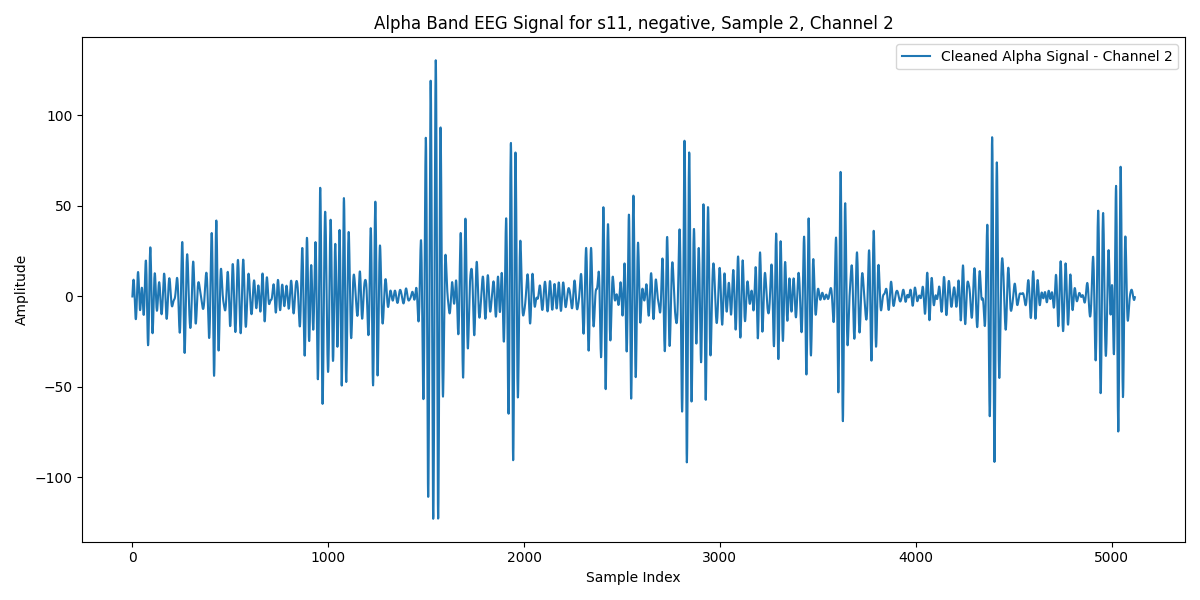 Alpha Band EEG Signal for s11, negative, Sample 2, Channel 2
Cleaned Alpha Signal - Channel 2
100
50
0
−50
−100
Amplitude
0 1000 2000 3000 4000 5000
Sample Index